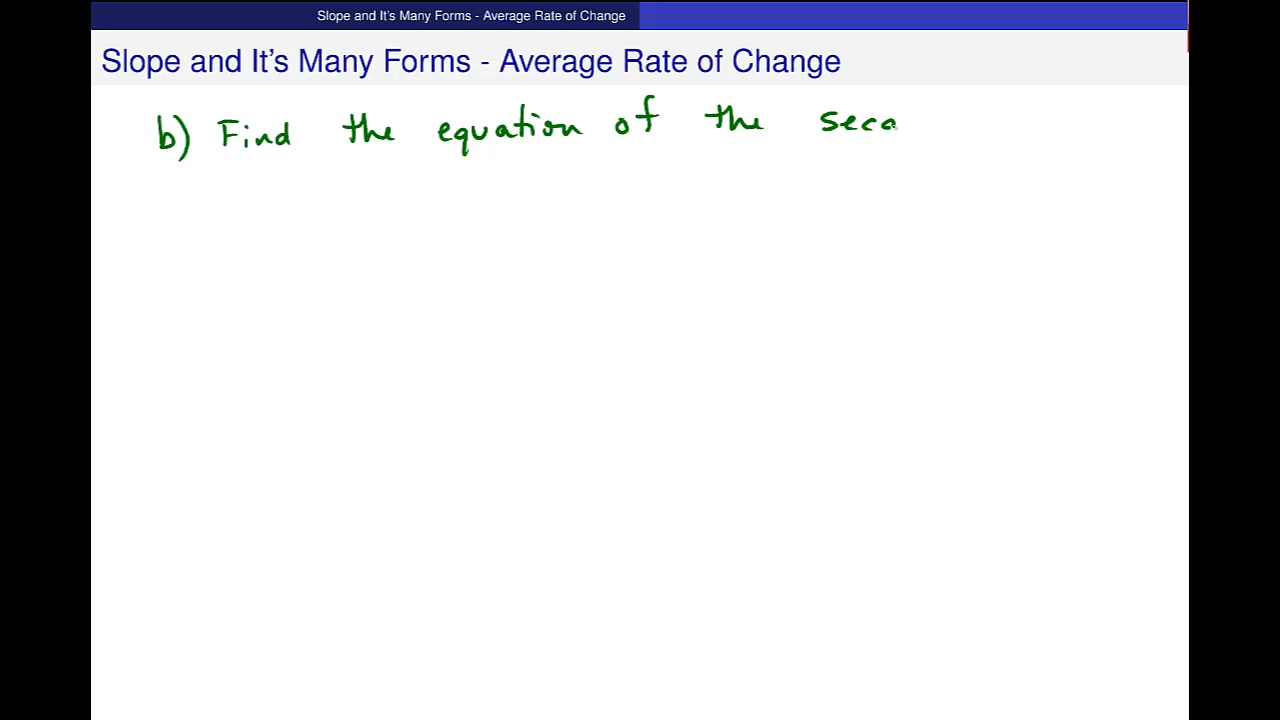 Slope and It's Many Forms - Average Rate of Change
Slope and It's Many Forms - Average Rate of Change
b) Find the equation of the seca